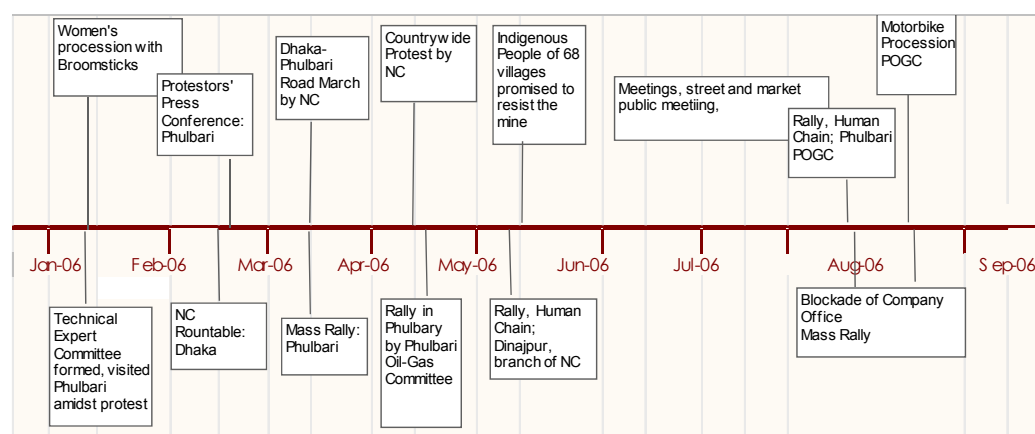 Women's
procession with
Broomsticks
Protestors'
Press
Conference:
Phulbari
Dhaka-
Phulbari
Road March
by NC
Countrywide
Protest by
NC
Indigenous
People of 68
villages
promised to
resist the
mine
Meetings, street and market
public meetiing,
Rally, Human
Chain; Phulbari
POGC
Motorbike
Procession
POGC
Jan-06
Feb-06
Mar-06
Apr-06
May-06
Jun-06
Jul-06
Aug-06
Sep-06
Technical
Expert
Committee
formed, visited
Phulbari
amidst protest
NC
Rountable:
Dhaka
Mass Rally:
Phulbari
Rally in
Phulbary
by Phulbari
Oil-Gas
Committee
Rally, Human
Chain;
Dinajpur,
branch of NC
Blockade of Company
Office
Mass Rally